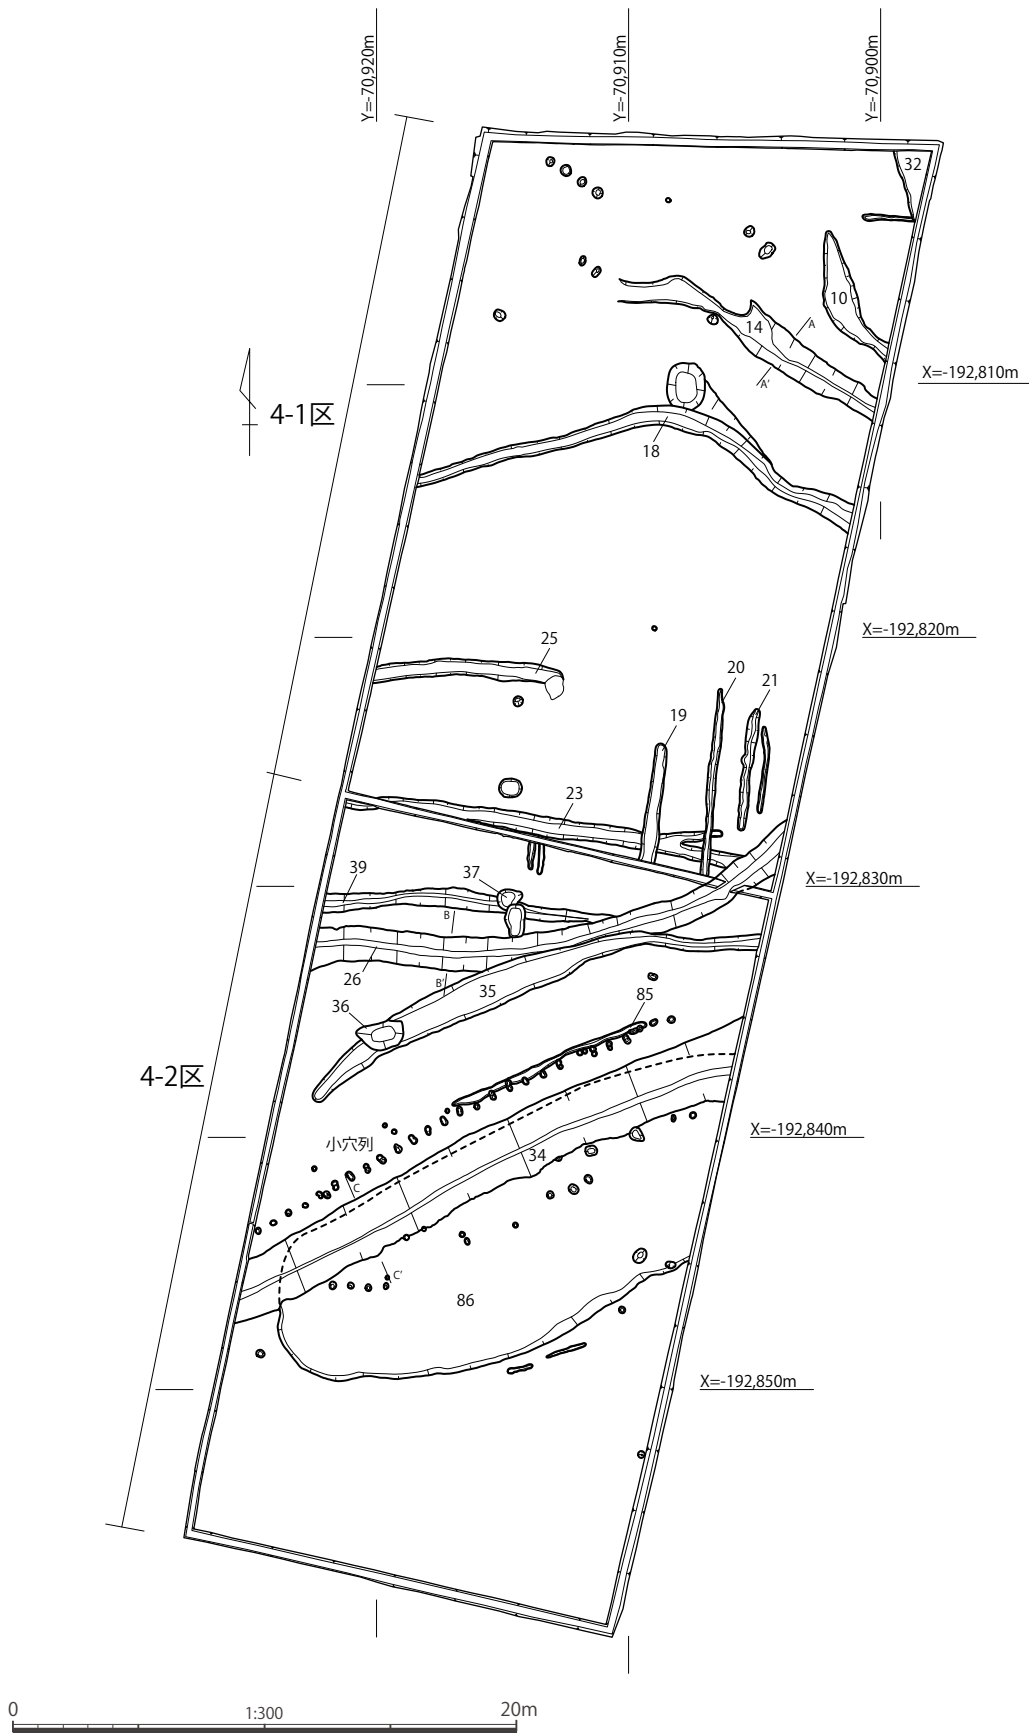 Y=-70,920m
Y=-70,910m
Y=-70,900m
32
10
14
A
A'
X=-192,810m
4-1区
18
X=-192,820m
25
20
21
19
23
X=-192,830m
39
37
B
26
B'
35
36
85
4-2区
X=-192,840m
小穴列
34
C
C'
86
X=-192,850m
0
1:300
20m